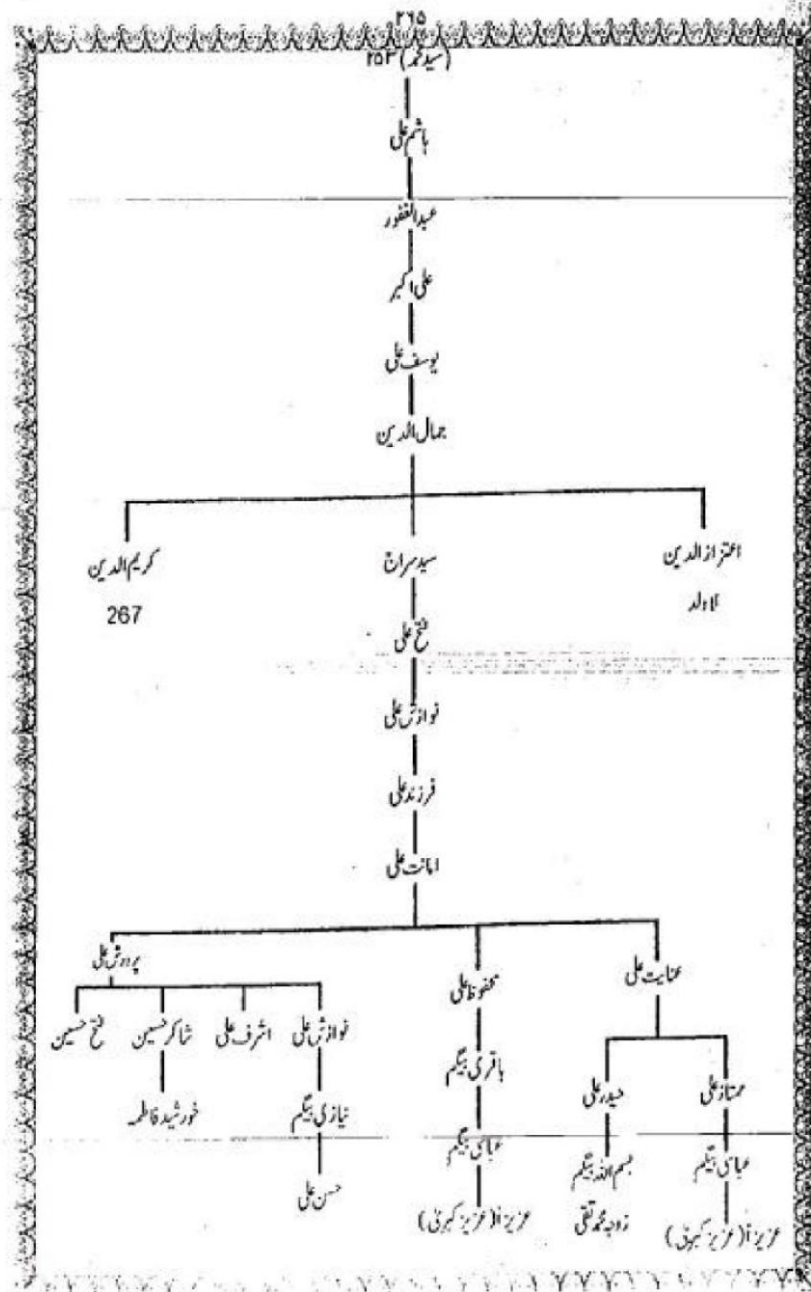 ۲۶۵
(سید محمد) ۲۵۳
ہاشم علی
عبدالغفور
علی اکبر
یوسف علی
جمال الدین
اعتزاز الدین
لاولد
سید سراج
کریم الدین
267
فتح علی
نوازش علی
فرزند علی
امانت علی
عنایت علی
محفوظ علی
پرورش علی
ممتاز علی
حیدر علی
باقری بیگم
نوازش علی
اشرف علی
شاکر حسین
فتح حسین
عباسی بیگم
بسم اللہ بیگم
زوجہ محمد تقی
عباسی بیگم
نیازی بیگم
خورشید فاطمہ
حسن علی